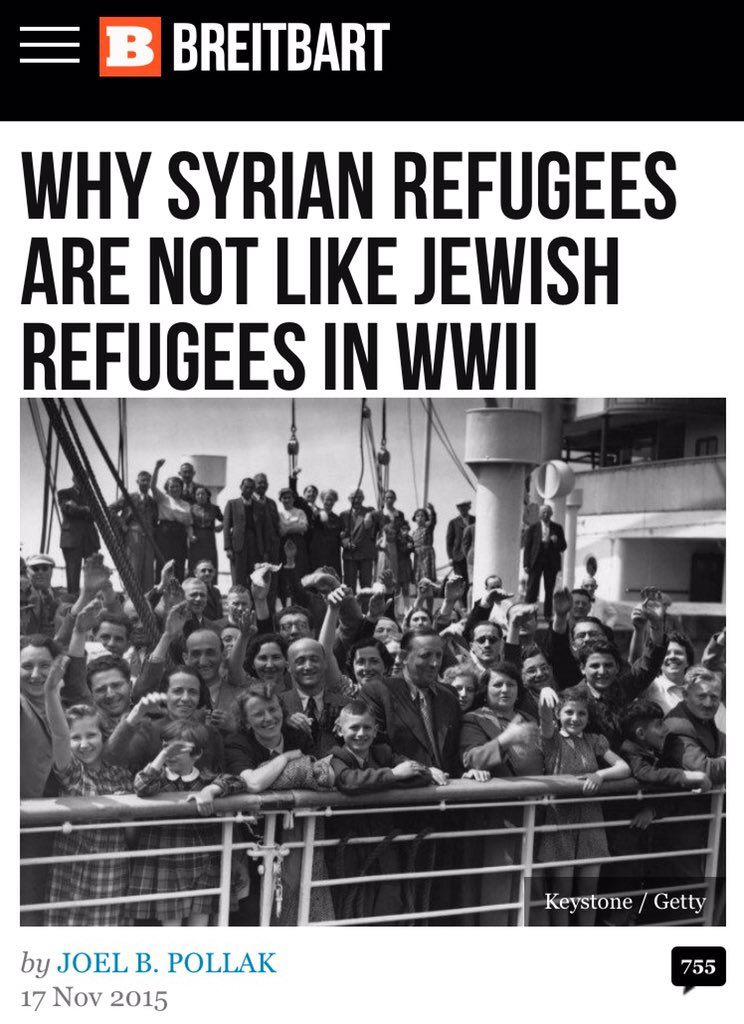 B BREITBART
WHY SYRIAN REFUGEES
ARE NOT LIKE JEWISH
REFUGEES IN WWII
Keystone / Getty
by JOEL B. POLLAK
755
17 Nov 2015